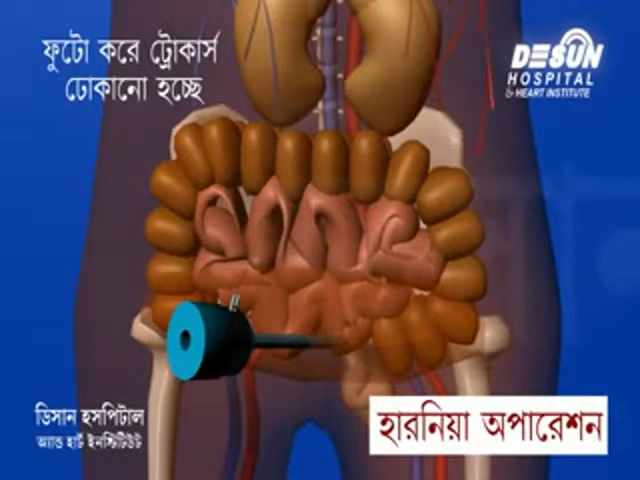 ফুটো করে ট্রোকার্স
ঢোকানো হচ্ছে
DESUN
HOSPITAL
& HEART INSTITUTE
ডিসান হসপিটাল
অ্যান্ড হার্ট ইনস্টিটিউট
হারনিয়া অপারেশন